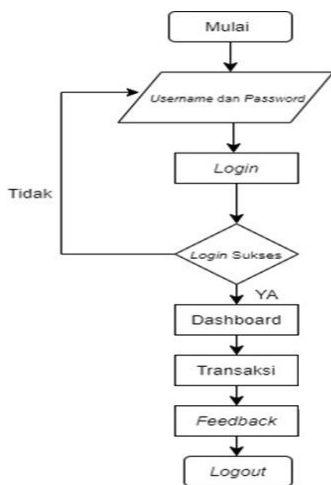 Mulai
Username dan Password
Login
Tidak
Login Sukses
YA
Dashboard
Transaksi
Feedback
Logout